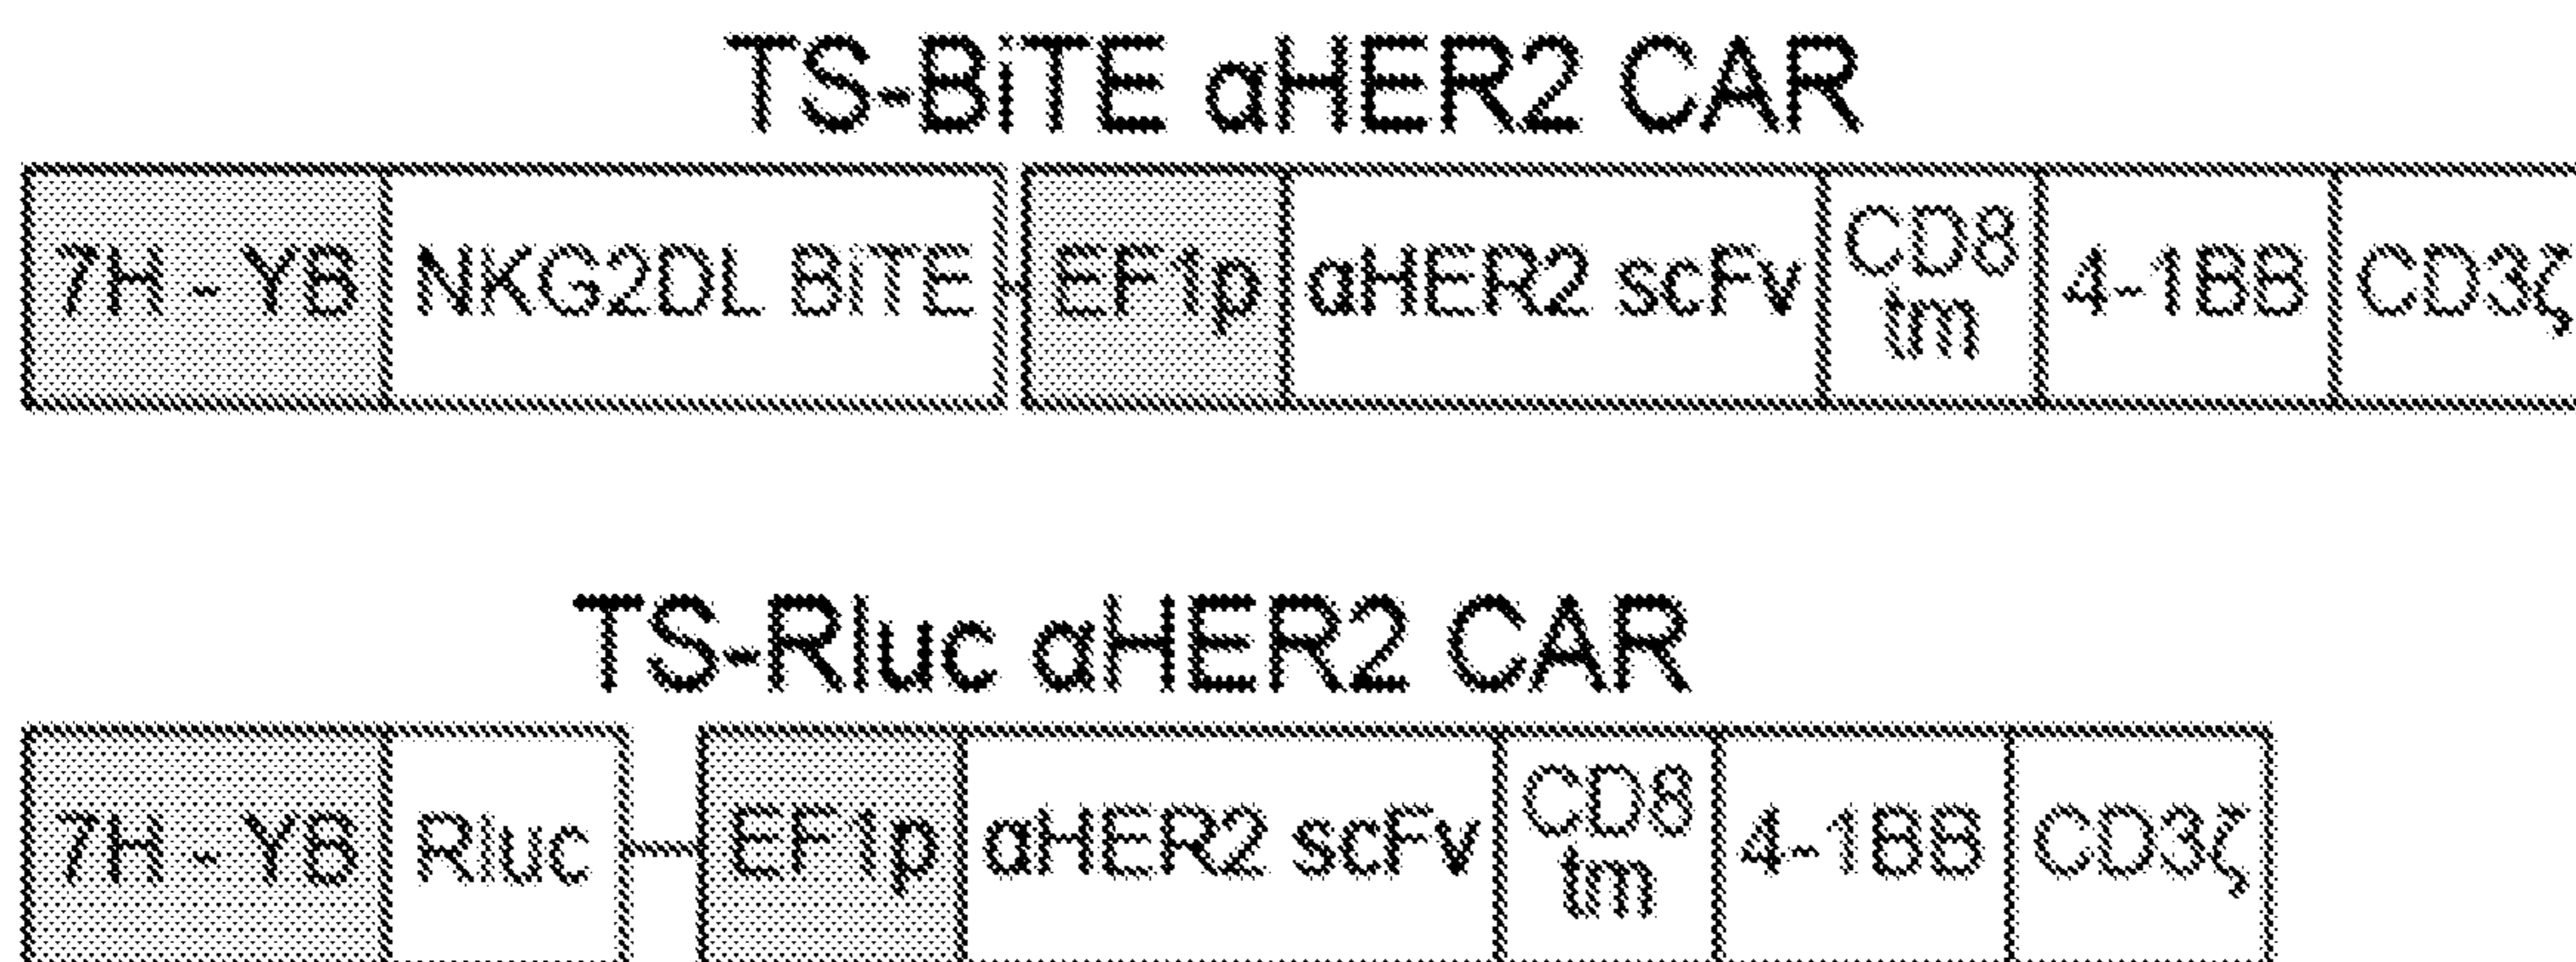 TS-BiTE αHER2 CAR
7H - YB NKG2DL BiTE EF1p αHER2 scFv CD8 tm 4-1BB CD3ζ
TS-Rluc αHER2 CAR
7H - YB Rluc EF1p αHER2 scFv CD8 tm 4-1BB CD3ζ